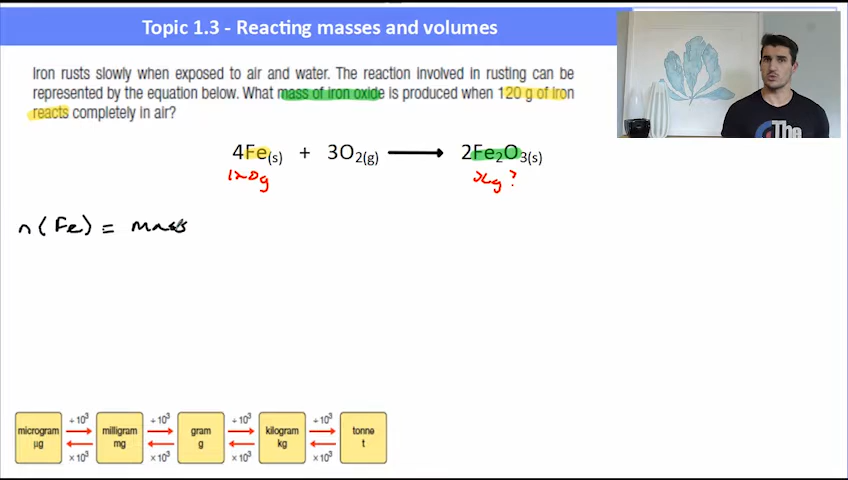 Topic 1.3 - Reacting masses and volumes
Iron rusts slowly when exposed to air and water. The reaction involved in rusting can be
represented by the equation below. What mass of iron oxide is produced when 120 g of iron
reacts completely in air?
4Fe(s) + 3O2(g) ⟶ 2Fe2O3(s)
120g
xg?
n(Fe) = mass
The
÷10³ ÷10³ ÷10³ ÷10³
microgram milligram gram kilogram tonne
μg mg g kg t
×10³ ×10³ ×10³ ×10³